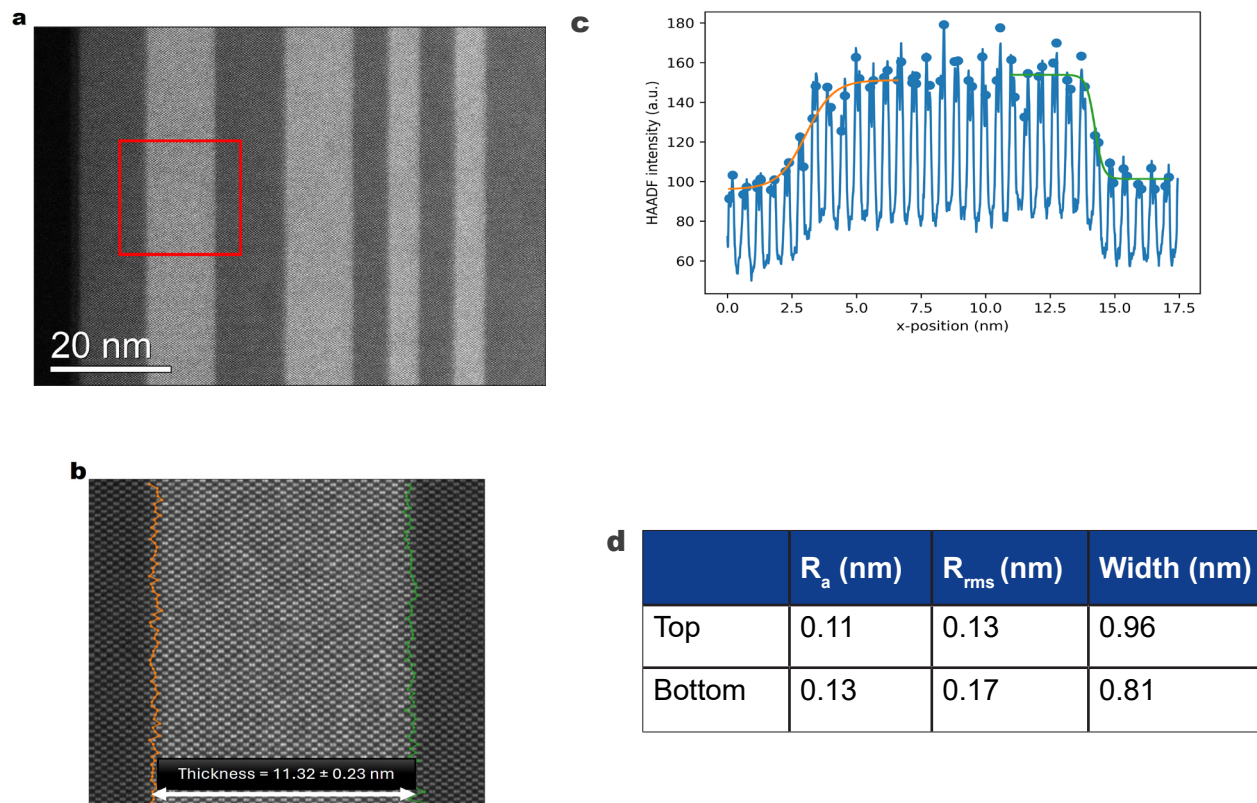 a
20 nm
b
Thickness = 11.32 ± 0.23 nm
c
HAADF intensity (a.u.)
180
160
140
120
100
80
60
0.0 2.5 5.0 7.5 10.0 12.5 15.0 17.5
x-position (nm)
d
Ra (nm) Rrms (nm) Width (nm)
Top 0.11 0.13 0.96
Bottom 0.13 0.17 0.81